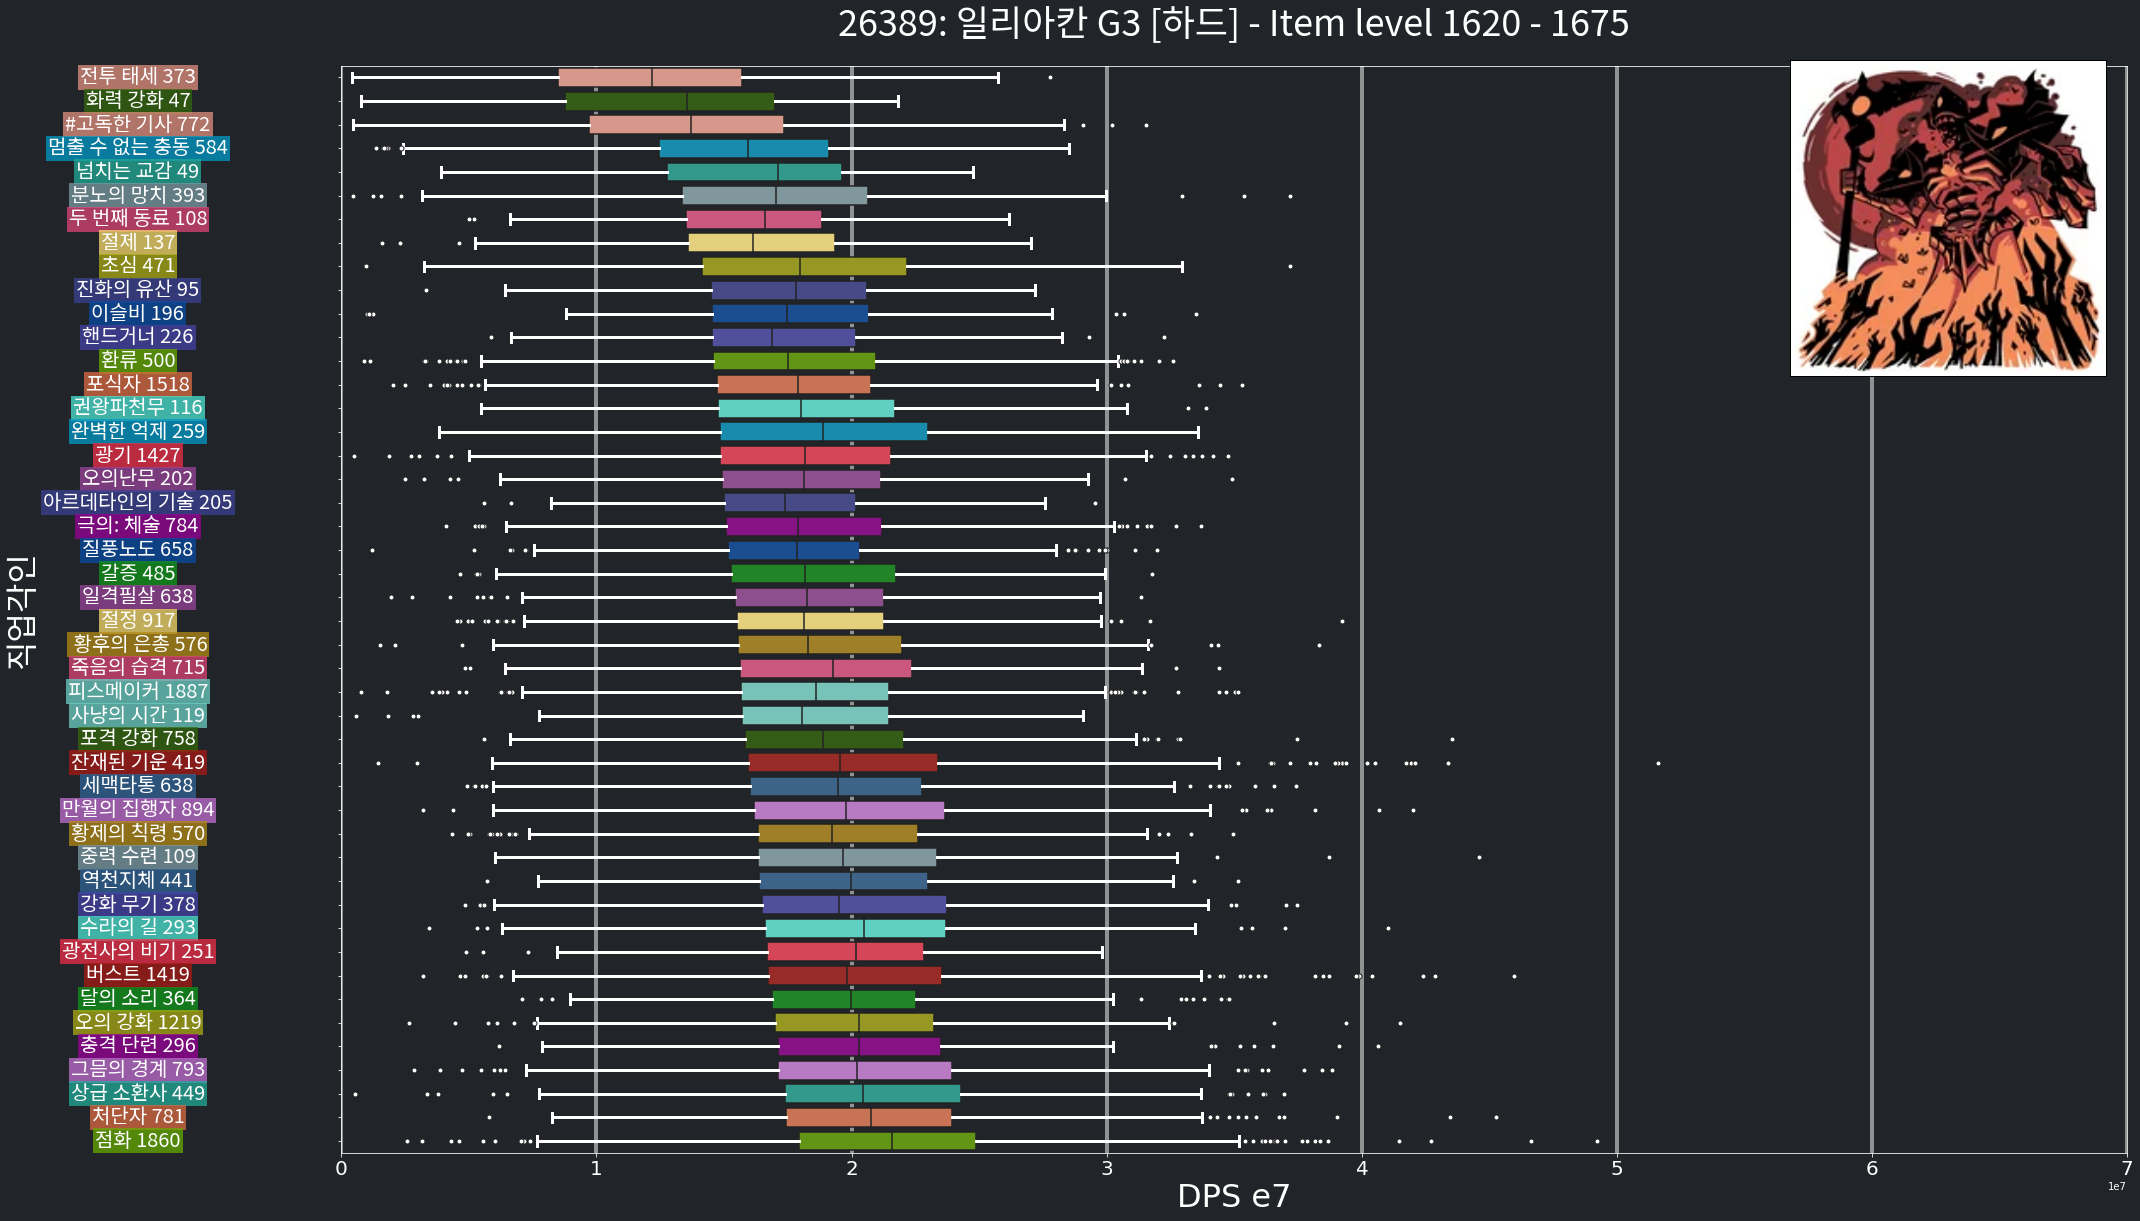 26389: 일리아칸 G3 [하드] - Item level 1620 - 1675
직업각인
전투 태세 373
화력 강화 47
#고독한 기사 772
멈출 수 없는 충동 584
넘치는 교감 49
분노의 망치 393
두 번째 동료 108
절제 137
초심 471
진화의 유산 95
이슬비 196
핸드거너 226
환류 500
포식자 1518
권왕파천무 116
완벽한 억제 259
광기 1427
오의난무 202
아르데타인의 기술 205
극의: 체술 784
질풍노도 658
갈증 485
일격필살 638
절정 917
황후의 은총 576
죽음의 습격 715
피스메이커 1887
사냥의 시간 119
포격 강화 758
잔재된 기운 419
세맥타통 638
만월의 집행자 894
황제의 칙령 570
중력 수련 109
역천지체 441
강화 무기 378
수라의 길 293
광전사의 비기 251
버스트 1419
달의 소리 364
오의 강화 1219
충격 단련 296
그믐의 경계 793
상급 소환사 449
처단자 781
점화 1860
0 1 2 3 4 5 6 7
DPS e7
1e7